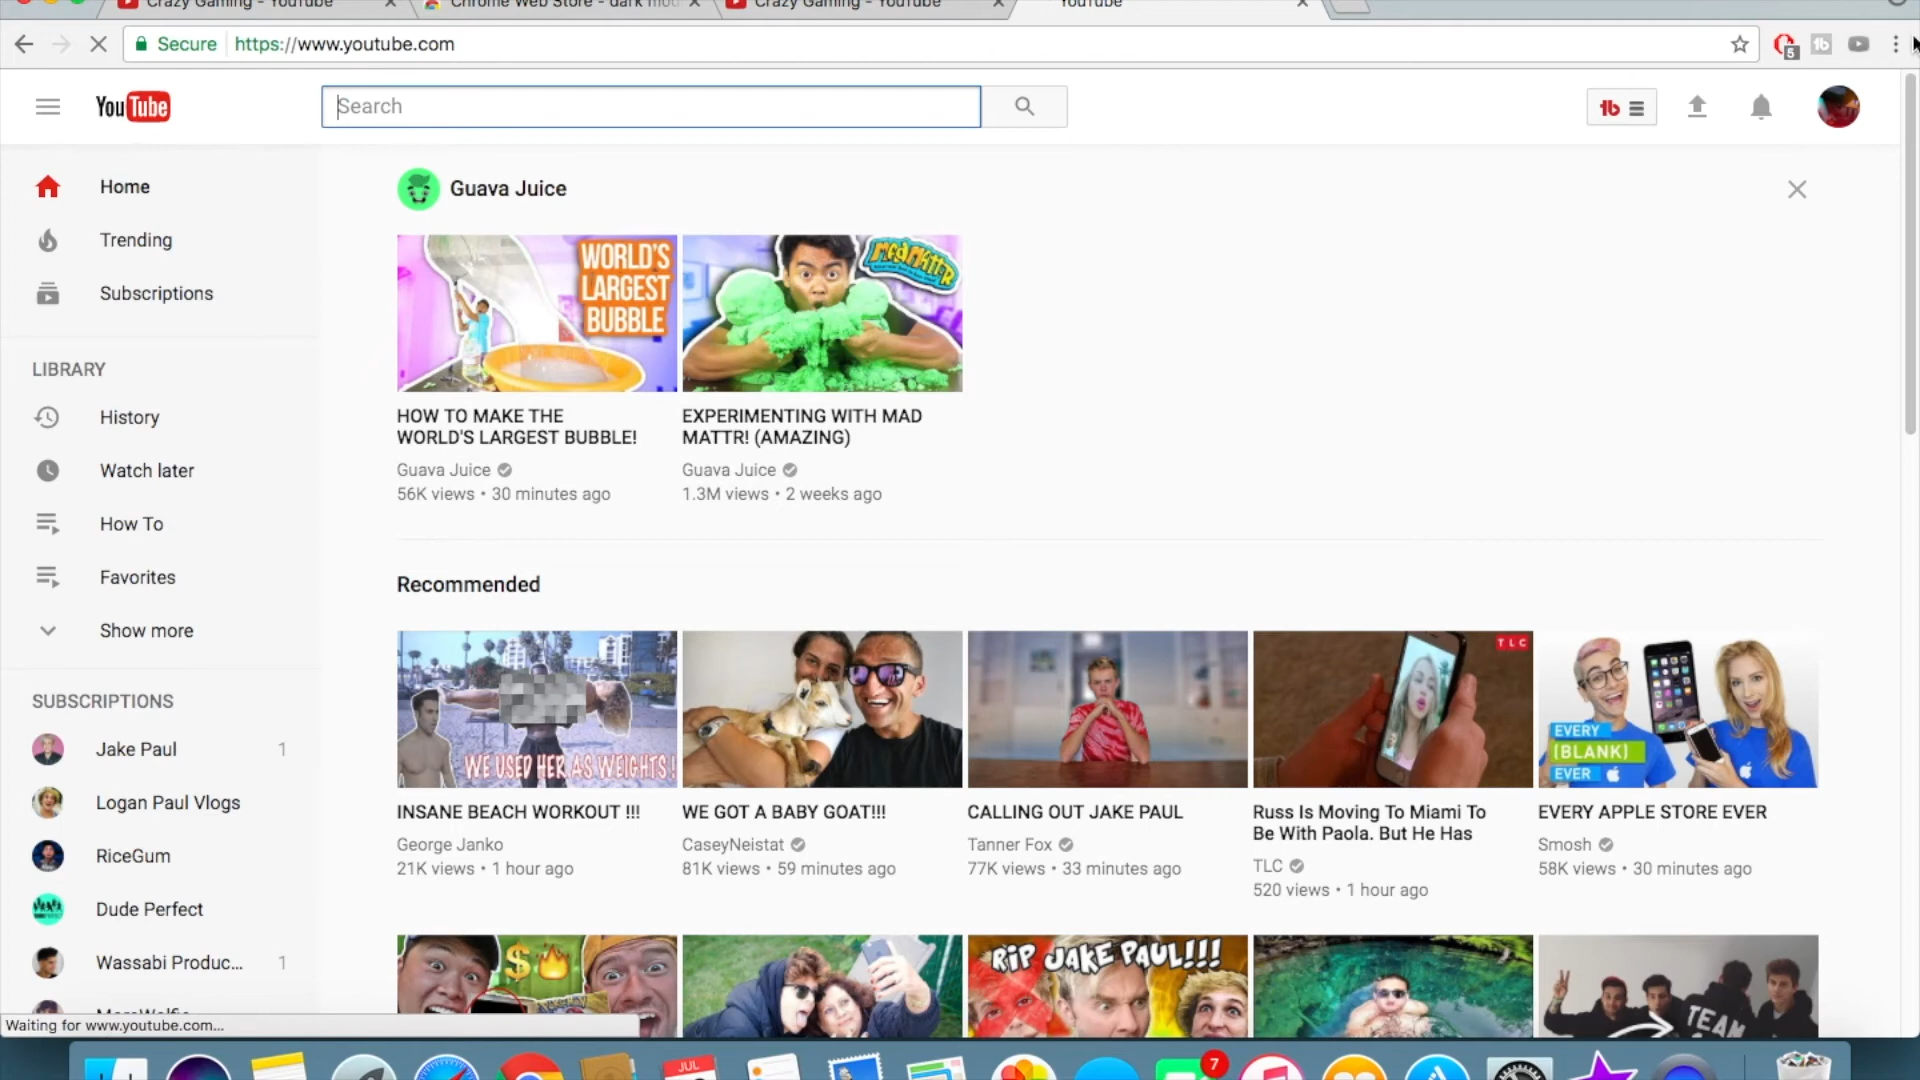 Crazy Gaming - YouTube
Chrome Web Store - dark mod
Crazy Gaming - YouTube
YouTube
Secure
https://www.youtube.com
5
YouTube
Search
Home
Trending
Subscriptions
LIBRARY
History
Watch later
How To
Favorites
Show more
SUBSCRIPTIONS
Jake Paul
1
Logan Paul Vlogs
RiceGum
Dude Perfect
Wassabi Produc...
1
Guava Juice
WORLD'S
LARGEST
BUBBLE
MAD MATTR
HOW TO MAKE THE
WORLD'S LARGEST BUBBLE!
Guava Juice
56K views • 30 minutes ago
EXPERIMENTING WITH MAD
MATTR! (AMAZING)
Guava Juice
1.3M views • 2 weeks ago
Recommended
WE USED HER AS WEIGHTS!
TLC
EVERY
[BLANK]
EVER
INSANE BEACH WORKOUT !!!
George Janko
21K views • 1 hour ago
WE GOT A BABY GOAT!!!
CaseyNeistat
81K views • 59 minutes ago
CALLING OUT JAKE PAUL
Tanner Fox
77K views • 33 minutes ago
Russ Is Moving To Miami To
Be With Paola. But He Has
TLC
520 views • 1 hour ago
EVERY APPLE STORE EVER
Smosh
58K views • 30 minutes ago
$
RIP JAKE PAUL!!!
TEAM
Waiting for www.youtube.com...
JUL
7